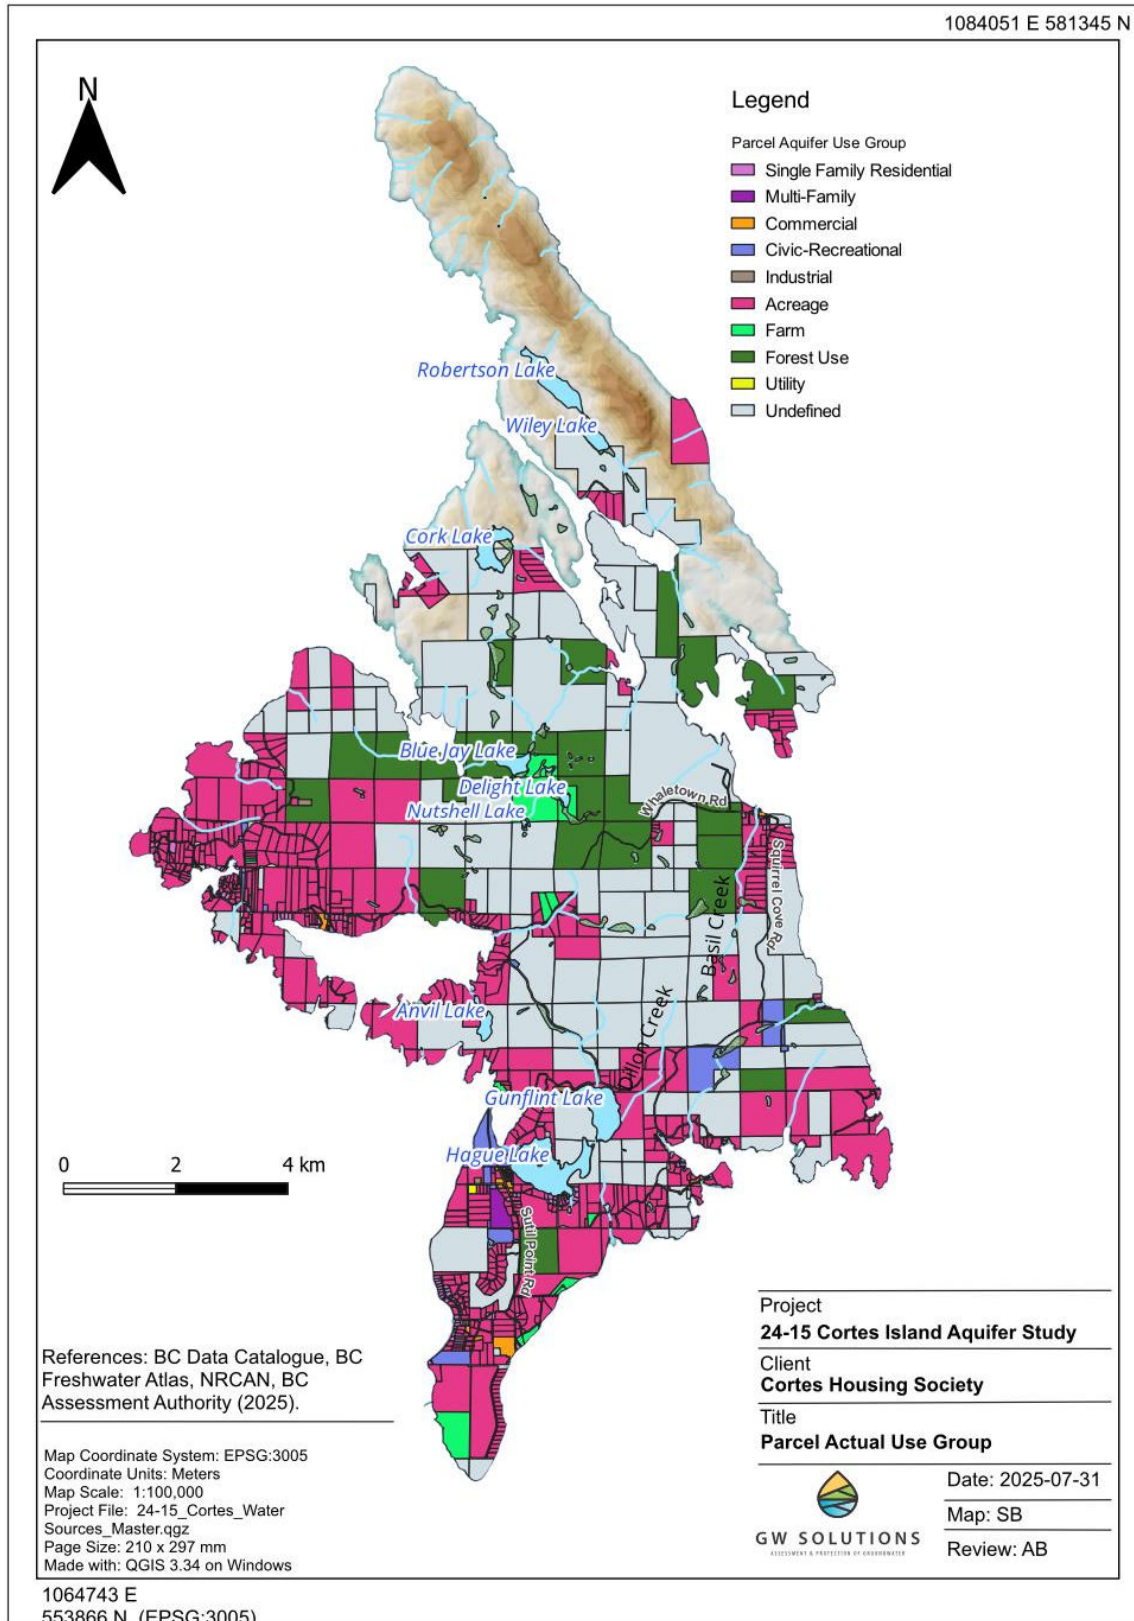 1084051 E 581345 N
N
Legend
Parcel Aquifer Use Group
Single Family Residential
Multi-Family
Commercial
Civic-Recreational
Industrial
Acreage
Farm
Forest Use
Utility
Undefined
Robertson Lake
Wiley Lake
Cork Lake
Blue Jay Lake
Delight Lake
Nutshell Lake
Whaletown Rd
Squirrel Cove Rd
Basil Creek
Dillon Creek
Anvil Lake
Gunflint Lake
Hague Lake
Sutil Point Rd
0 2 4 km
References: BC Data Catalogue, BC
Freshwater Atlas, NRCAN, BC
Assessment Authority (2025).
Map Coordinate System: EPSG:3005
Coordinate Units: Meters
Map Scale: 1:100,000
Project File: 24-15_Cortes_Water
Sources_Master.qgz
Page Size: 210 x 297 mm
Made with: QGIS 3.34 on Windows
Project
24-15 Cortes Island Aquifer Study
Client
Cortes Housing Society
Title
Parcel Actual Use Group
GW SOLUTIONS
ASSESSMENT & PROTECTION OF GROUNDWATER
Date: 2025-07-31
Map: SB
Review: AB
1064743 E
553866 N (EPSG:3005)